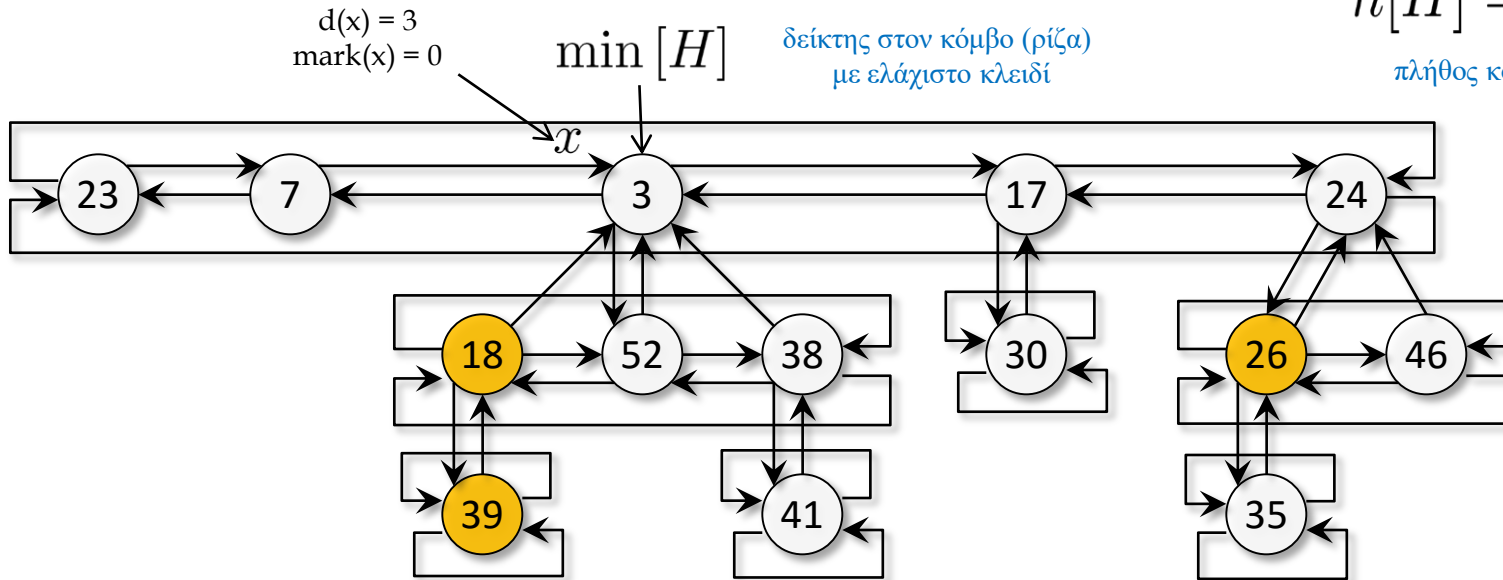 d(x) = 3
mark(x) = 0
min [H]
δείκτης στον κόμβο (ρίζα)
με ελάχιστο κλειδί
n[H]
πλήθος
x
23 7 3 17 24
18 52 38 30 26 46
39 41 35